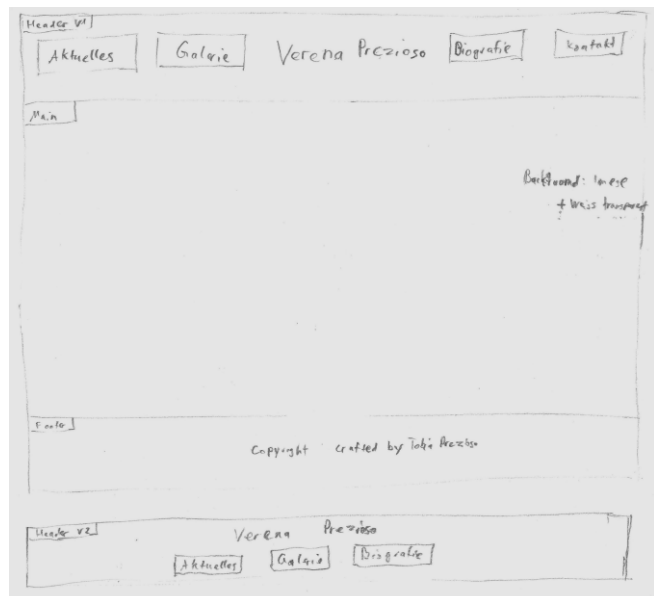 Header V1
Aktuelles Galerie Verena Prezioso Biografie Kontakt
Main
Background: Image
+ Weiss transparent
Footer
Copyright crafted by Prezioso
Header V2
Verena Prezioso
Aktuelles Galerie Biografie